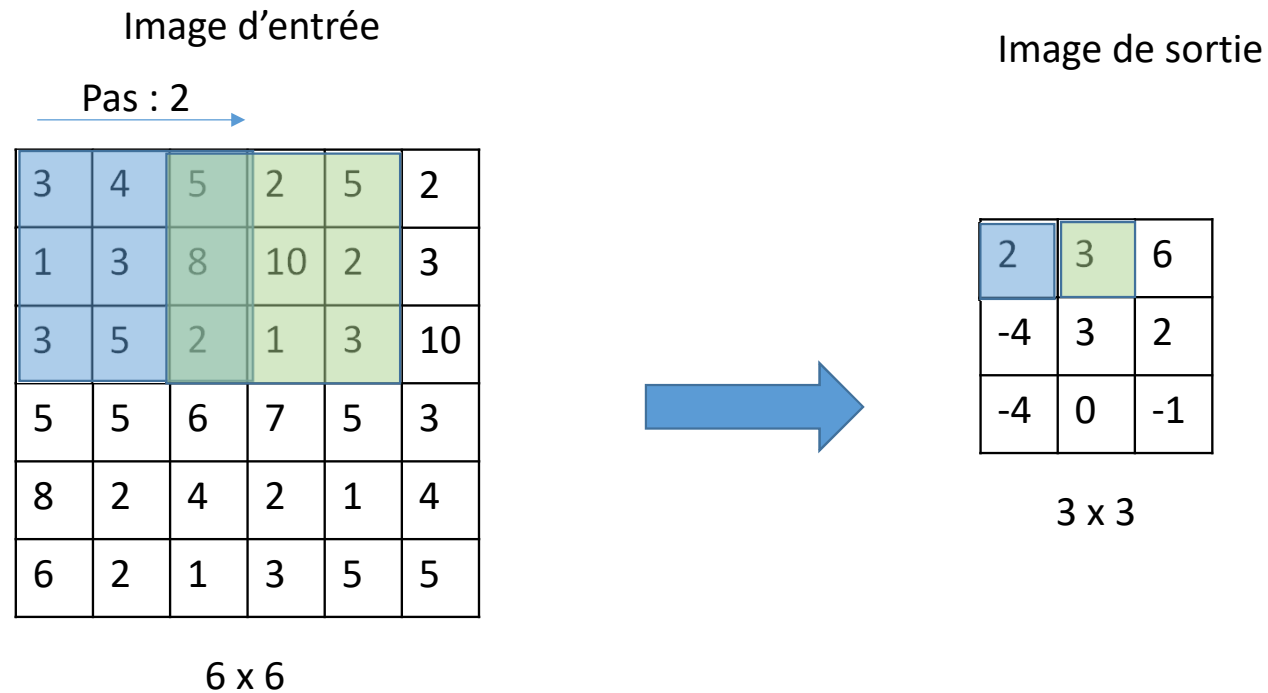 Image d'entrée
Image de sortie
Pas : 2
3 4 5 2 5 2
1 3 8 10 2 3
3 5 2 1 3 10
5 5 6 7 5 3
8 2 4 2 1 4
6 2 1 3 5 5
6 x 6
2 3 6
-4 3 2
-4 0 -1
3 x 3